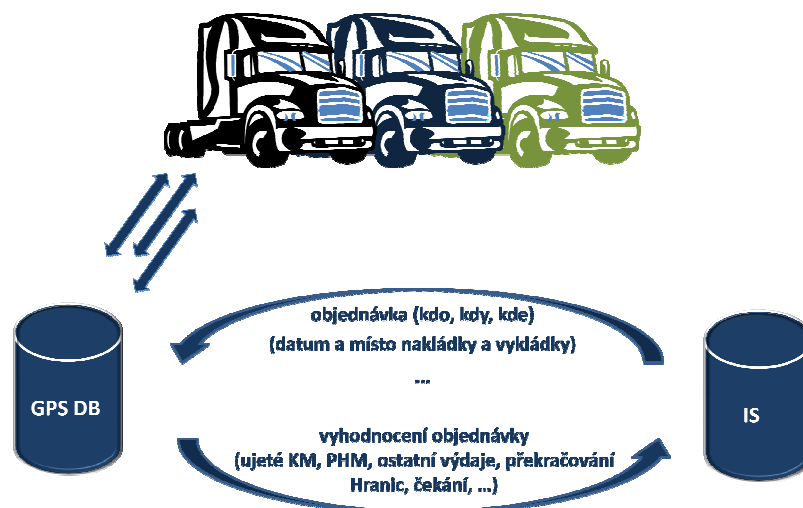 objednávka (kdo, kdy, kde)
(datum a místo nakládky a vykládky)
...
GPS DB
IS
vyhodnocení objednávky
(ujeté KM, PHM, ostatní výdaje, překračování
Hranic, čekání, ...)